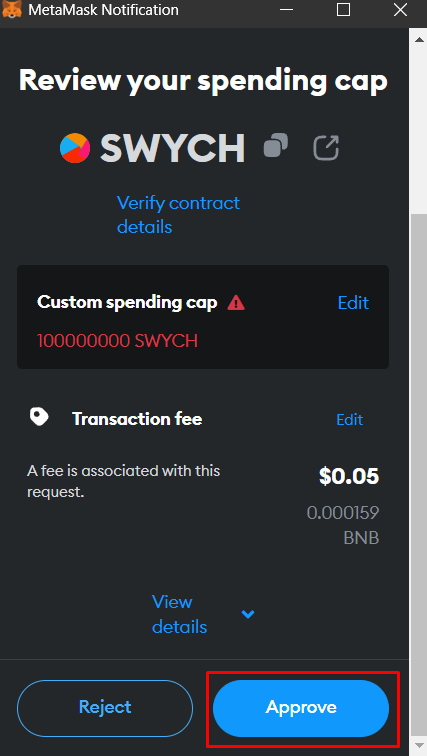 MetaMask Notification
Review your spending cap
SWYCH
Verify contract
details
Custom spending cap Edit
100000000 SWYCH
Transaction fee Edit
A fee is associated with this
request.
$0.05
0.000159
BNB
View
details
Reject Approve